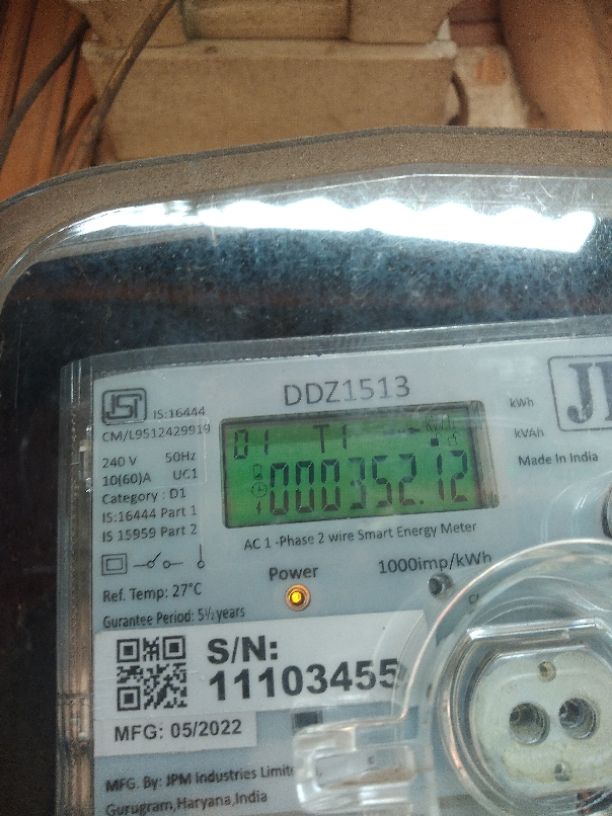 DDZ1513
IS:16444
CM/L9512429919
240 V 50Hz
10(60)A UC1
Category : D1
IS:16444 Part 1
IS 15959 Part 2
01 T1
000352.12
kWh
kVAh
Made In India
AC 1 -Phase 2 wire Smart Energy Meter
Power
1000imp/kWh
Ref. Temp: 27°C
Gurantee Period: 5½ years
S/N:
11103455
MFG: 05/2022
MFG. By: JPM Industries
Gurugram,Haryana,India